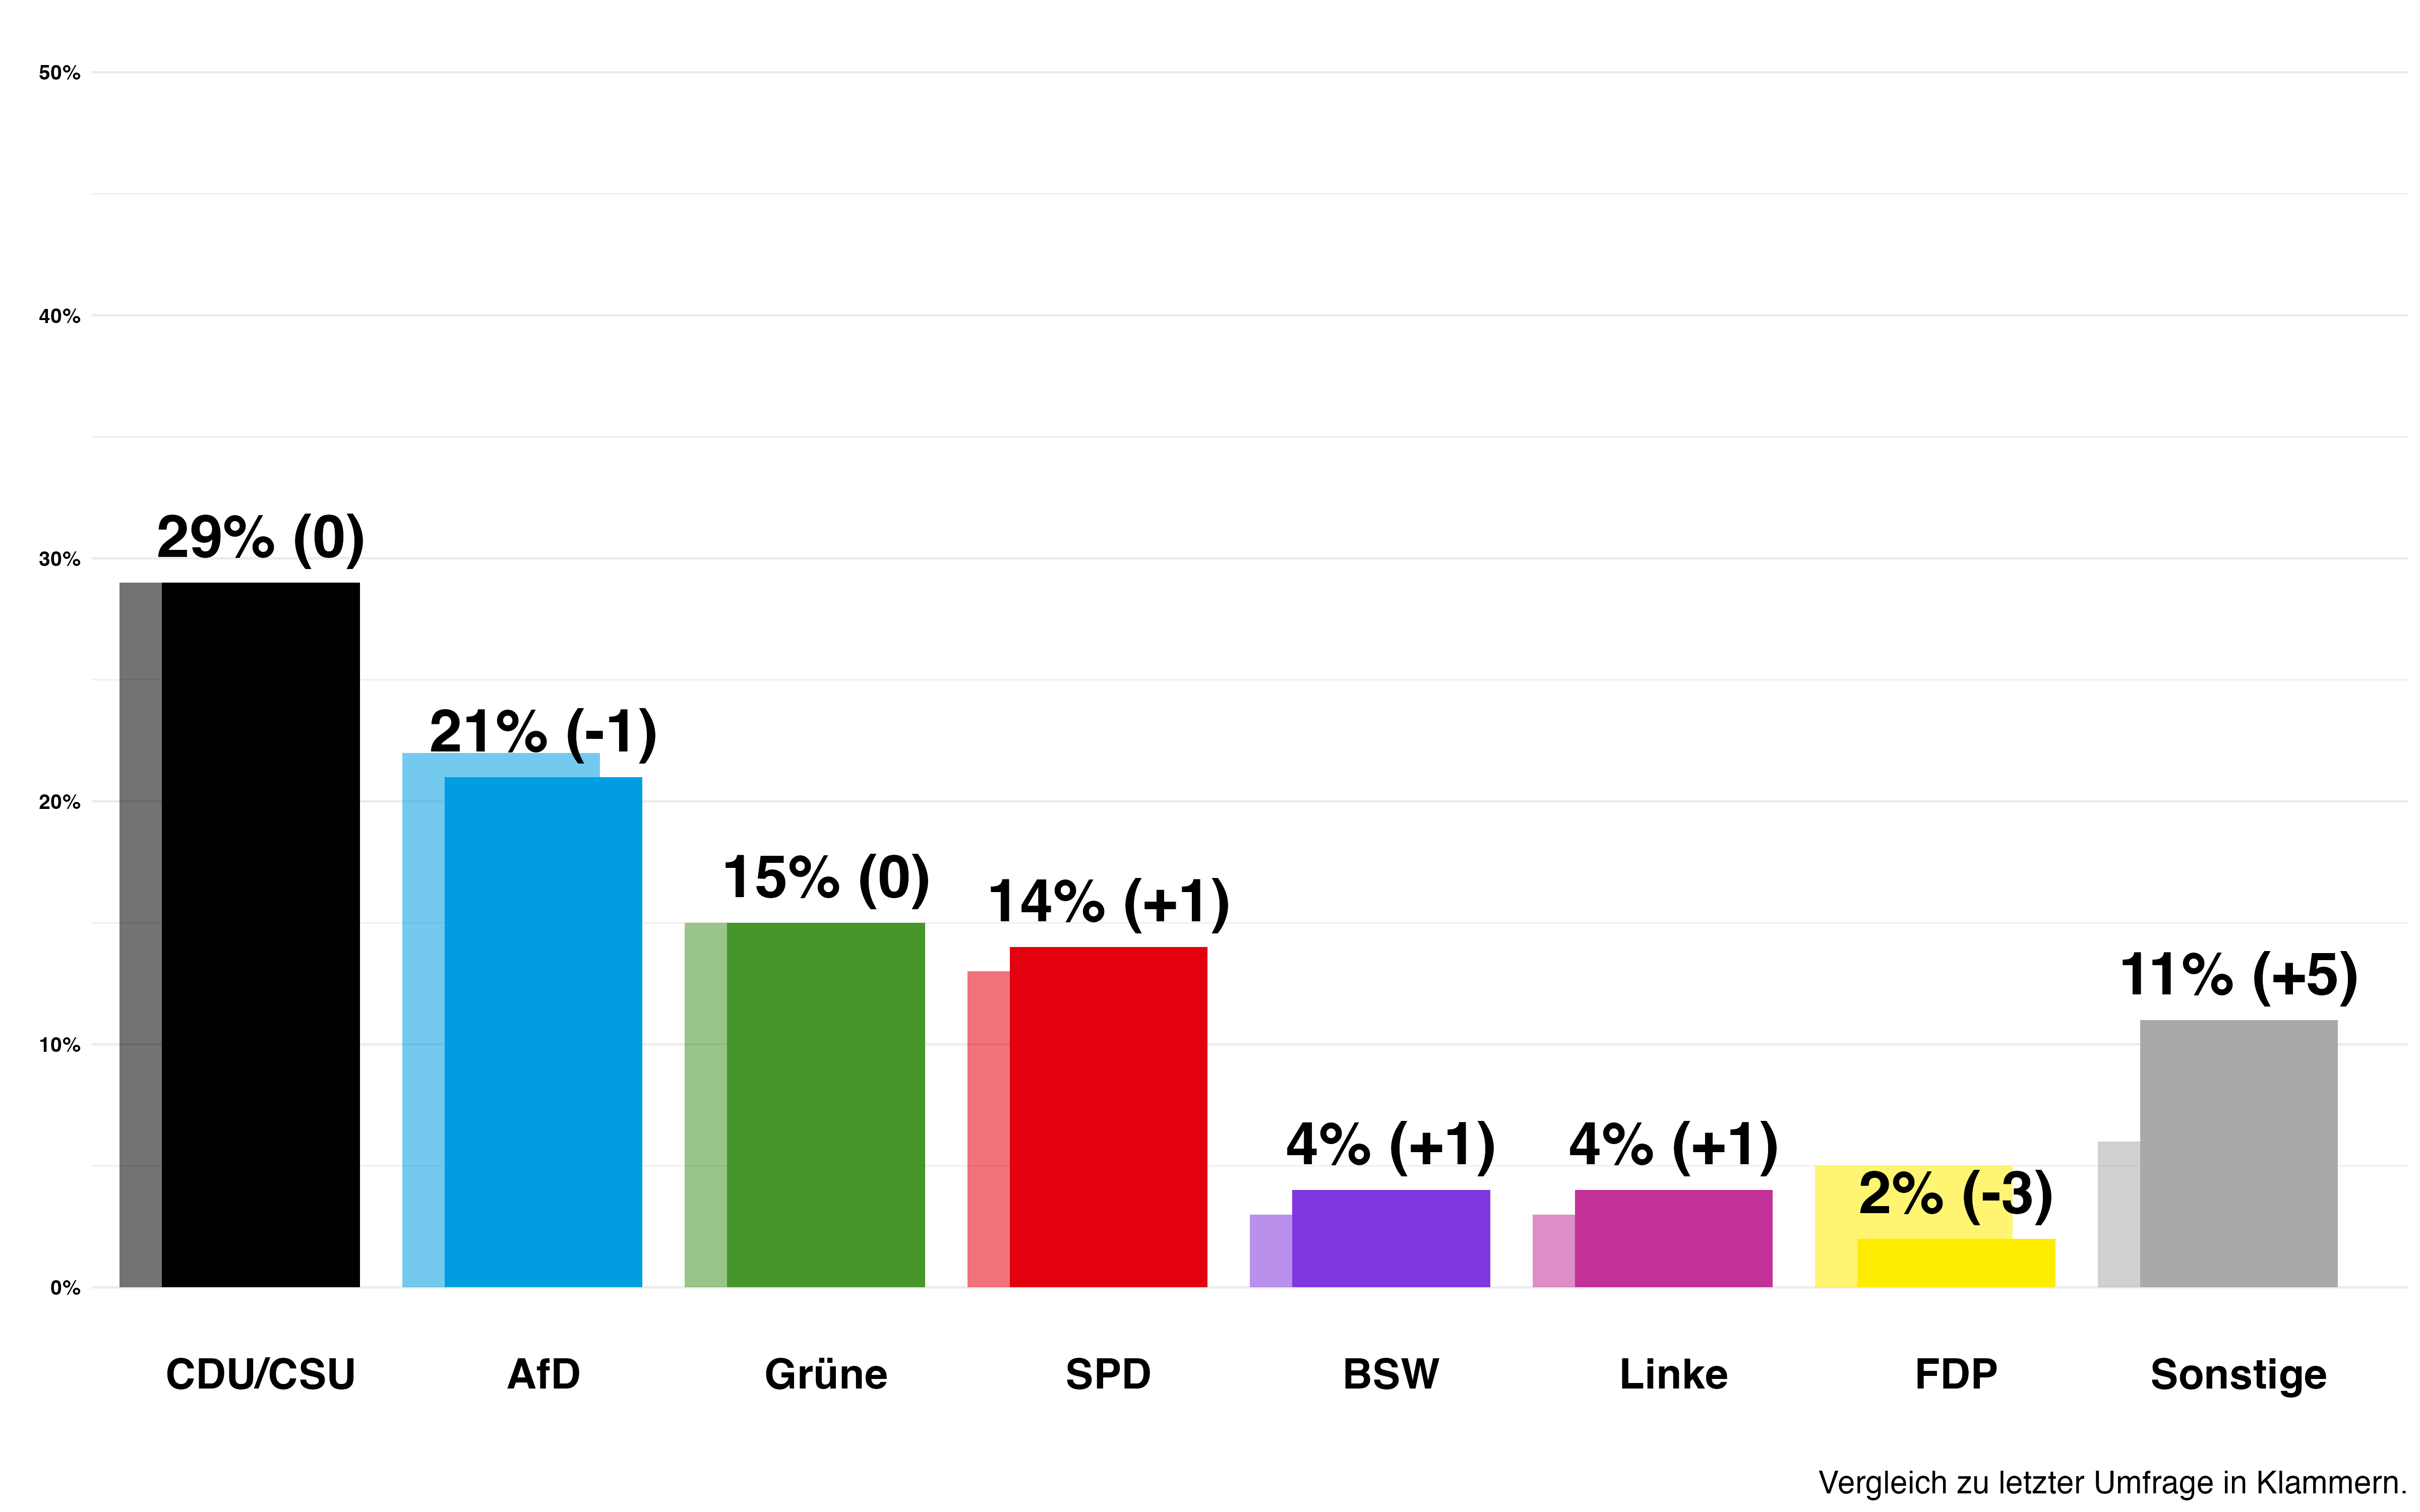 50%
40%
30%
20%
10%
0%
29% (0)
21% (-1)
15% (0)
14% (+1)
4% (+1)
4% (+1)
2% (-3)
11% (+5)
CDU/CSU
AfD
Grüne
SPD
BSW
Linke
FDP
Sonstige
Vergleich zu letzter Umfrage in Klammern.